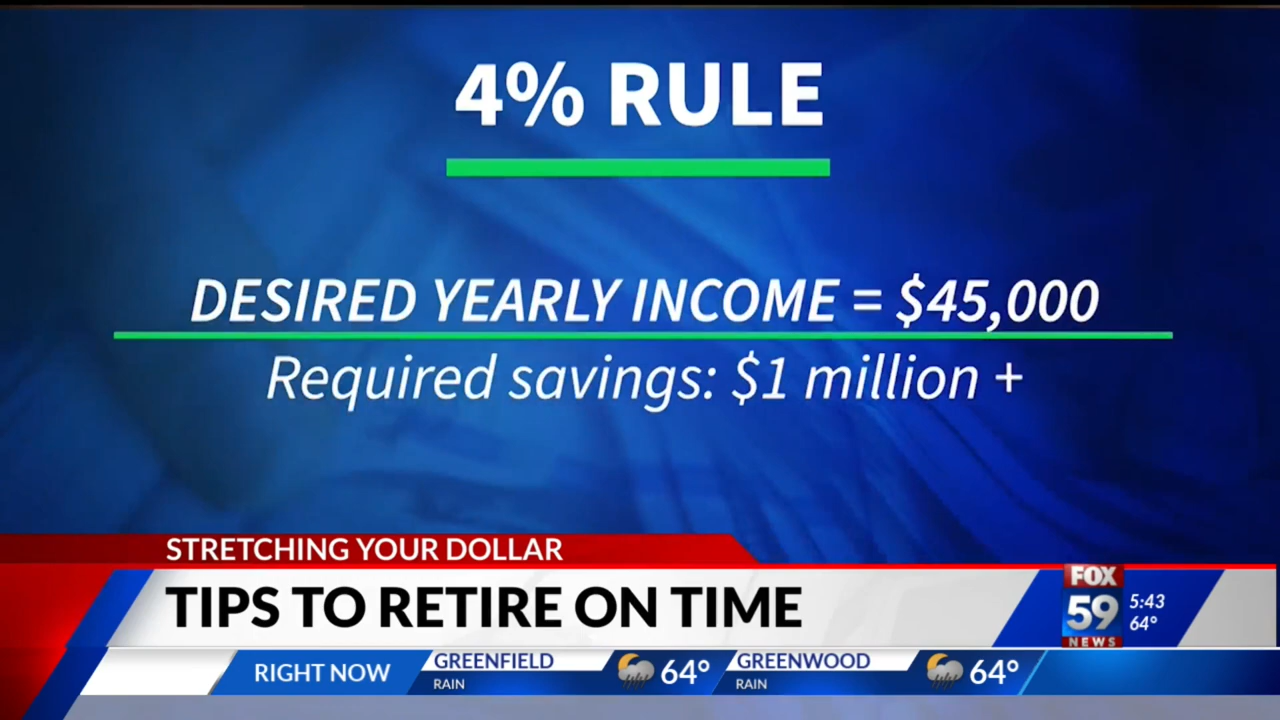 4% RULE
DESIRED YEARLY INCOME = $45,000
Required savings: $1 million +
STRETCHING YOUR DOLLAR
TIPS TO RETIRE ON TIME
FOX
59
NEWS
5:43
64°
RIGHT NOW
GREENFIELD
RAIN
64°
GREENWOOD
RAIN
64°